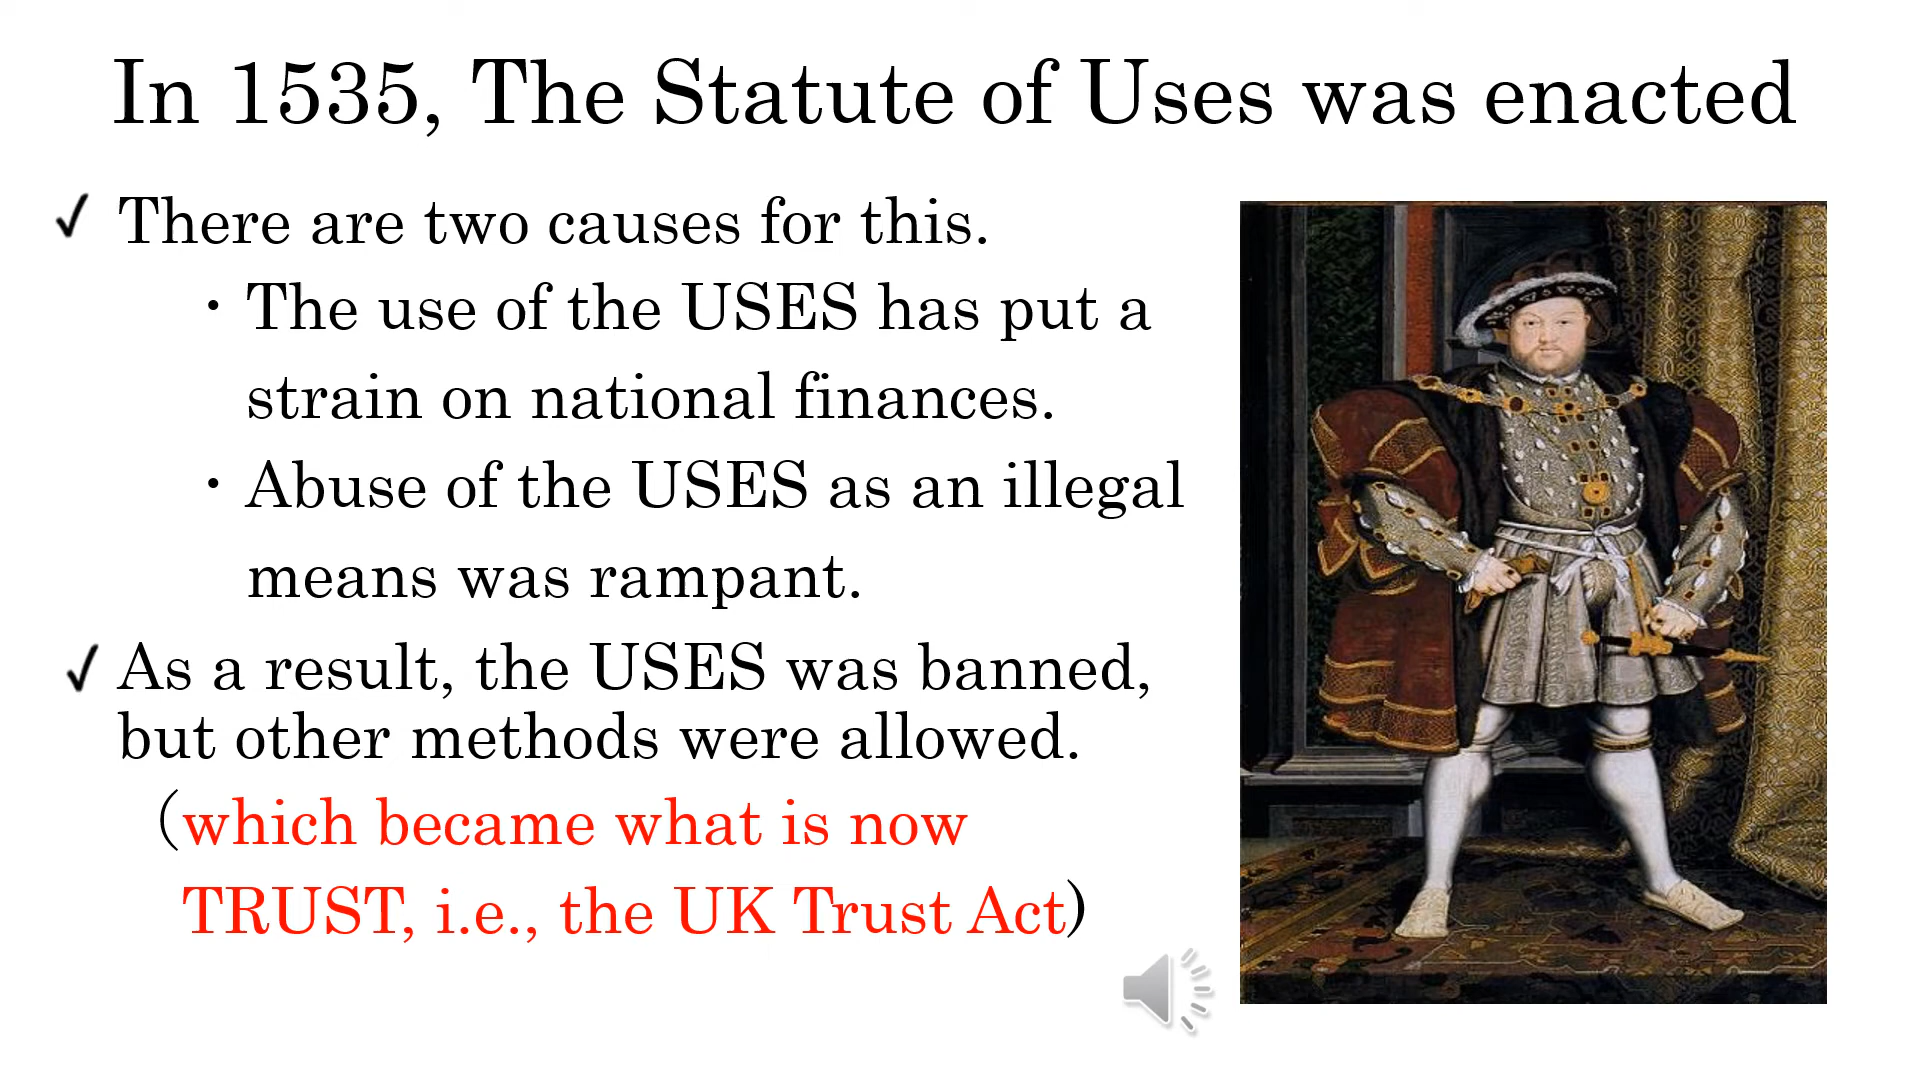 In 1535, The Statute of Uses was enacted
✓ There are two causes for this.
・The use of the USES has put a
strain on national finances.
・Abuse of the USES as an illegal
means was rampant.
✓ As a result, the USES was banned,
but other methods were allowed.
(which became what is now
TRUST, i.e., the UK Trust Act)